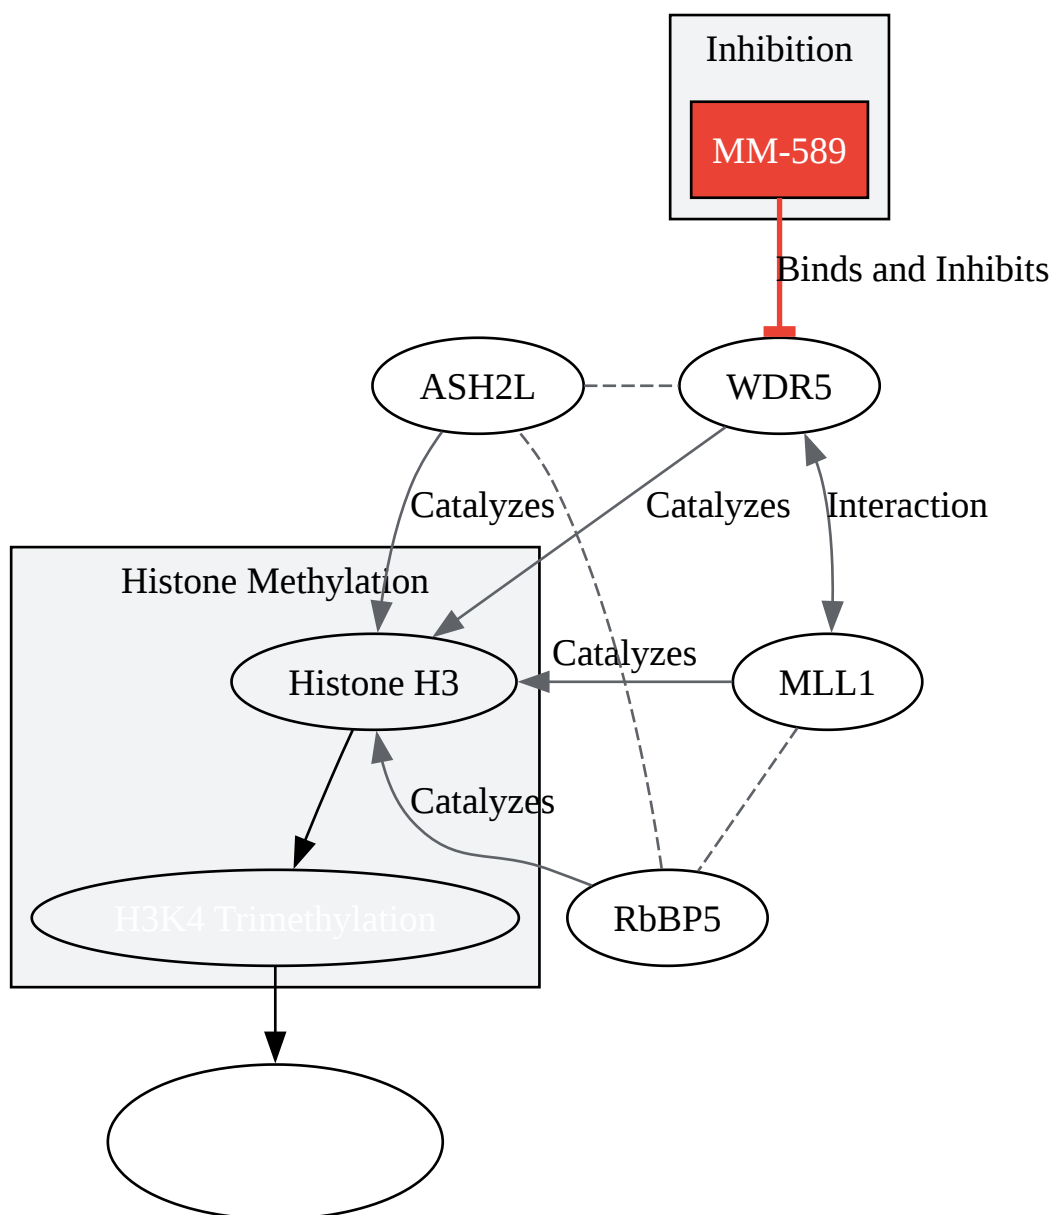 Inhibition
MM-589
Binds and Inhibits
ASH2L
WDR5
Catalyzes
Catalyzes
Interaction
Histone Methylation
Catalyzes
Histone H3
MLL1
Catalyzes
H3K4 Trimethylation
RbBP5